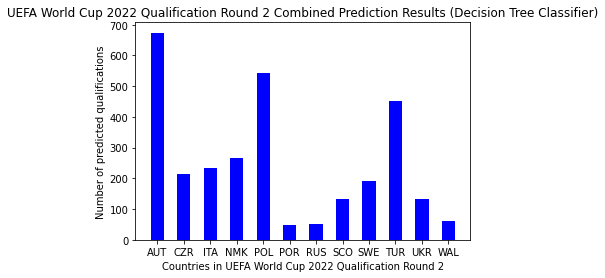 UEFA World Cup 2022 Qualification Round 2 Combined Prediction Results (Decision Tree Classifier)
Number of predicted qualifications
700
600
500
400
300
200
100
0
AUT CZR ITA NMK POL POR RUS SCO SWE TUR UKR WAL
Countries in UEFA World Cup 2022 Qualification Round 2